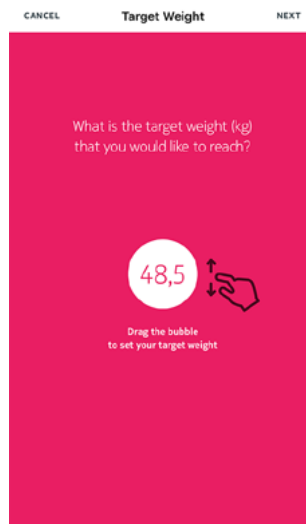 CANCEL Target Weight NEXT
What is the target weight (kg)
that you would like to reach?
48,5
Drag the bubble
to set your target weight